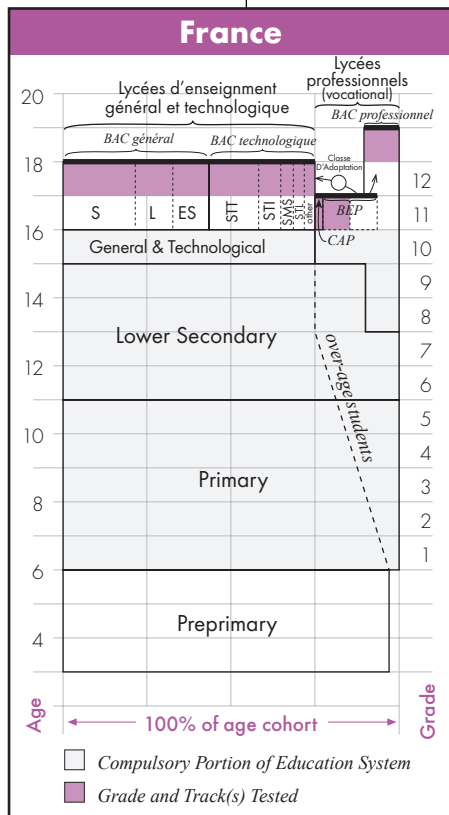 France
Lycées d'enseignment
général et technologique
Lycées
professionnels
(vocational)
BAC général
BAC technologique
BAC professionnel
Classe
D'Adaptation
S
L
ES
STT
STI
SMS
STL
other
BEP
CAP
General & Technological
Lower Secondary
over-age students
Primary
Preprimary
20
18
16
14
12
10
8
6
4
12
11
10
9
8
7
6
5
4
3
2
1
Age
100% of age cohort
Grade
Compulsory Portion of Education System
Grade and Track(s) Tested